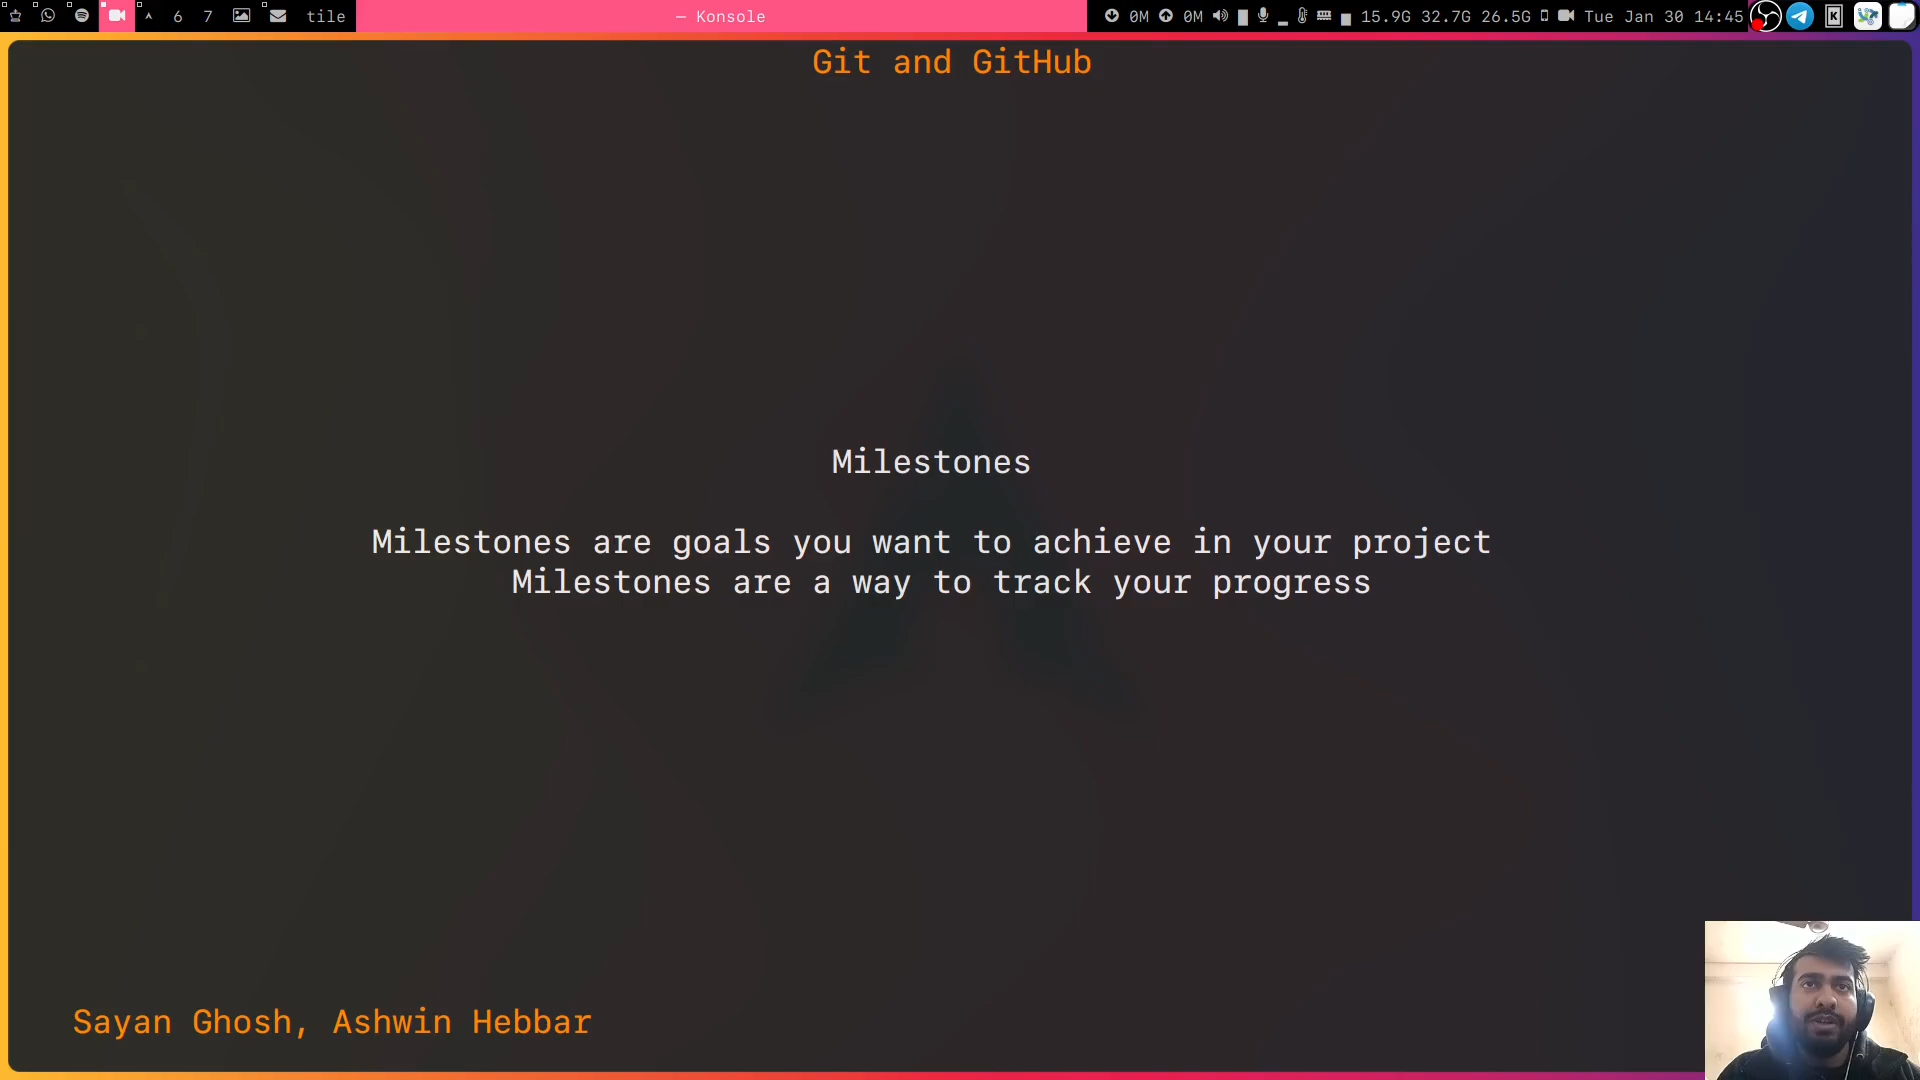 6 7 tile — Konsole 0M 0M 15.9G 32.7G 26.5G Tue Jan 30 14:45
Git and GitHub
Milestones
Milestones are goals you want to achieve in your project
Milestones are a way to track your progress
Sayan Ghosh, Ashwin Hebbar